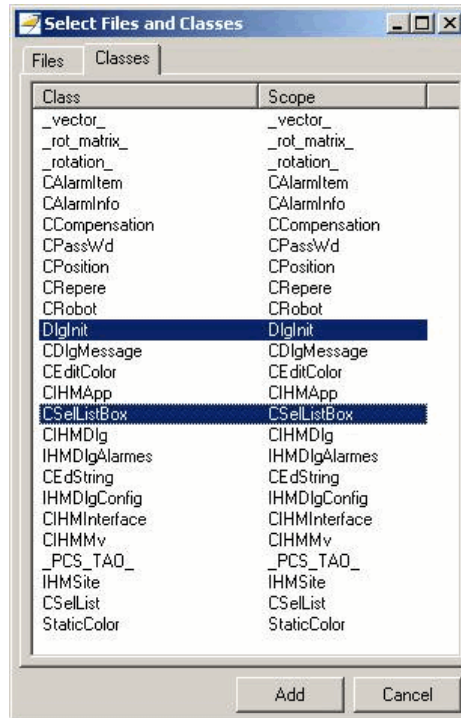 Select Files and Classes
Files Classes
Class Scope
_vector_ _vector_
_rot_matrix_ _rot_matrix_
_rotation_ _rotation_
CAlarmItem CAlarmItem
CAlarmInfo CAlarmInfo
CCompensation CCompensation
CPassWd CPassWd
CPosition CPosition
CRepere CRepere
CRobot CRobot
DlgInit DlgInit
CDlgMessage CDlgMessage
CEditColor CEditColor
CIHMApp CIHMApp
CSelListBox CSelListBox
CIHMDlg CIHMDlg
IHMDlgAlarmes IHMDlgAlarmes
CEdString CEdString
IHMDlgConfig IHMDlgConfig
CIHMInterface CIHMInterface
CIHMMv CIHMMv
_PCS_TAO_ _PCS_TAO_
IHMSite IHMSite
CSelList CSelList
StaticColor StaticColor
Add Cancel